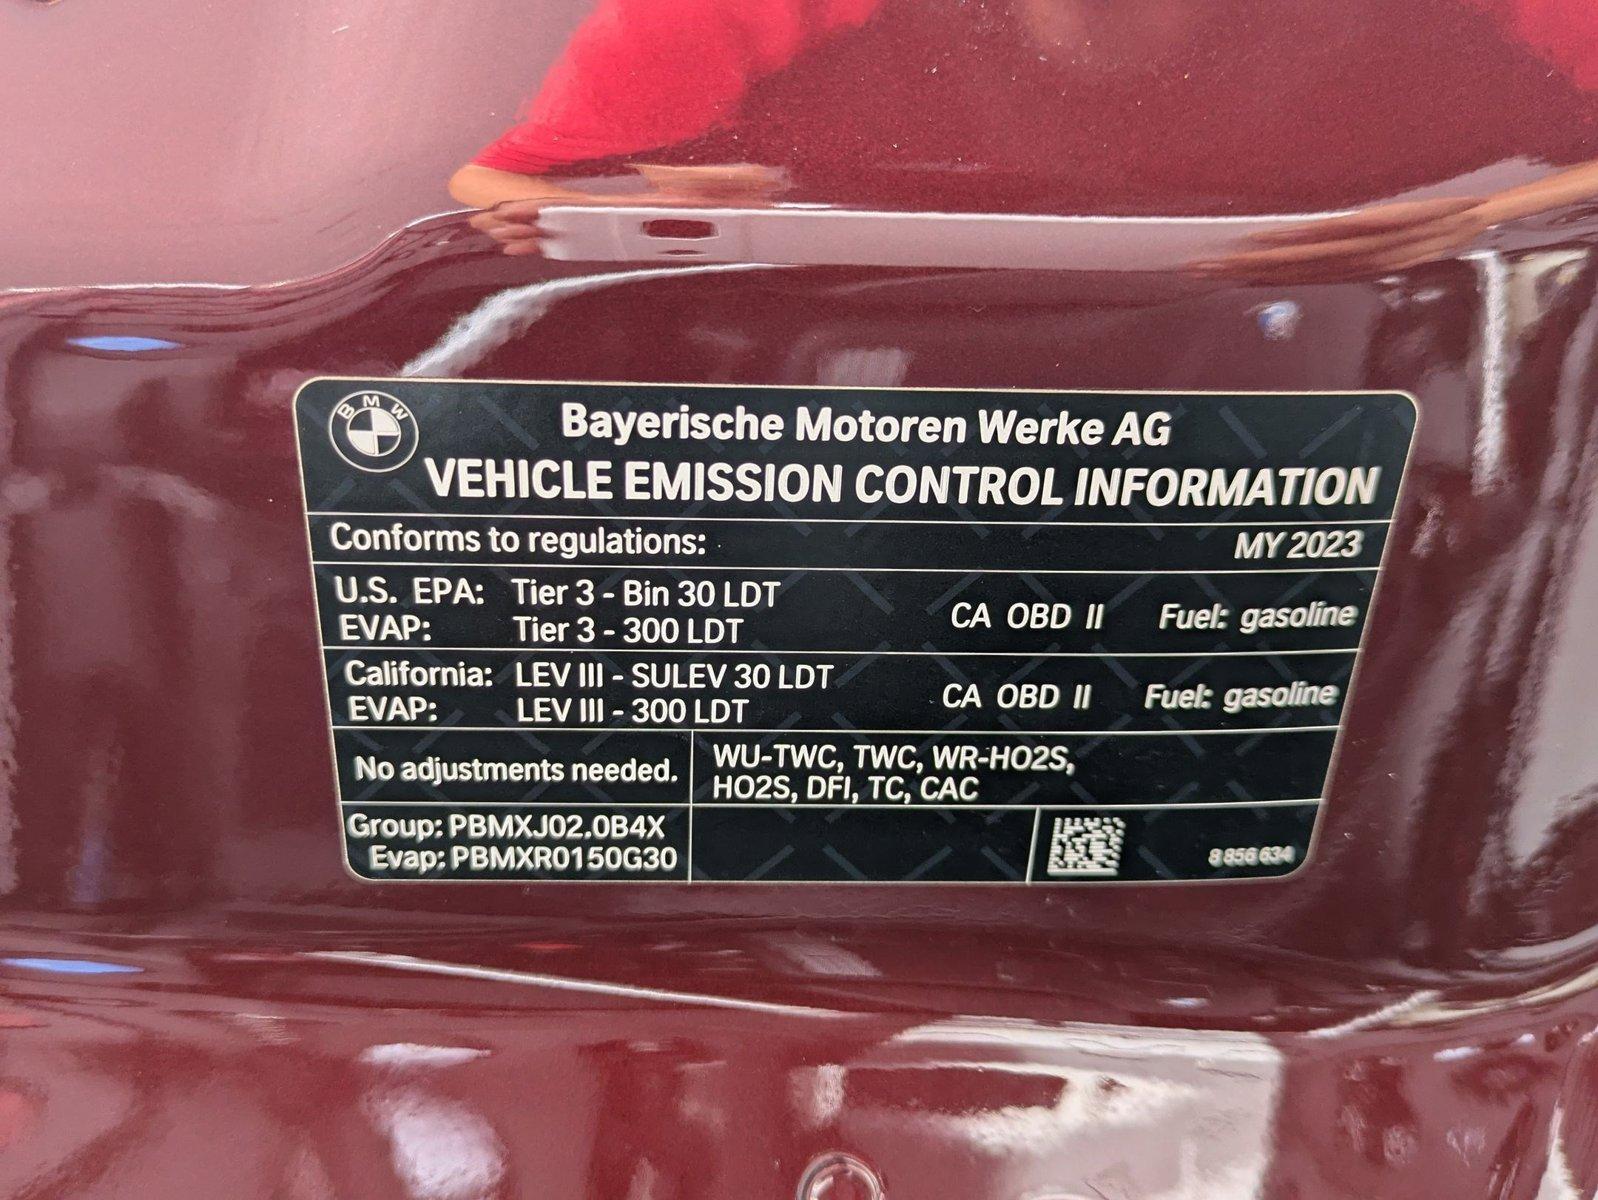 BMW
Bayerische Motoren Werke AG
VEHICLE EMISSION CONTROL INFORMATION
Conforms to regulations: MY 2023
U.S. EPA: Tier 3 - Bin 30 LDT
EVAP: Tier 3 - 300 LDT
CA OBD II Fuel: gasoline
California: LEV III - SULEV 30 LDT
EVAP: LEV III - 300 LDT
CA OBD II Fuel: gasoline
No adjustments needed.
WU-TWC, TWC, WR-HO2S,
HO2S, DFI, TC, CAC
Group: PBMXJ02.0B4X
Evap: PBMXR0150G30
8 856 634